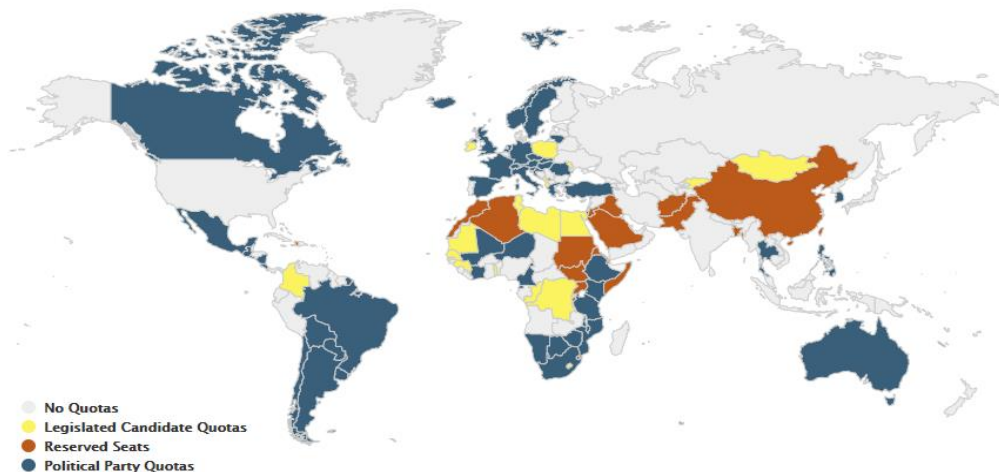 No Quotas
Legislated Candidate Quotas
Reserved Seats
Political Party Quotas